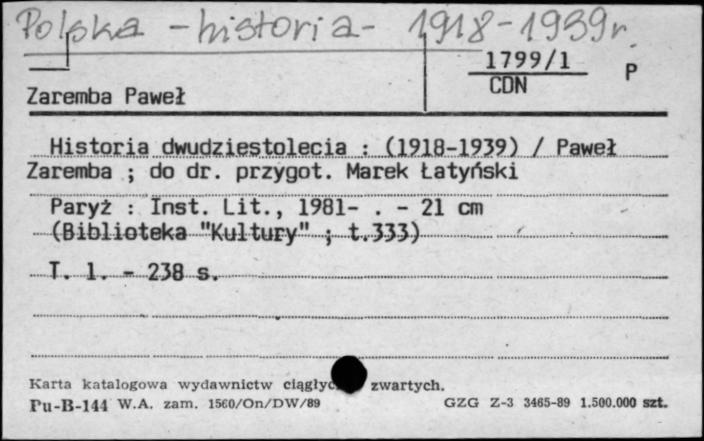 Polska - historia - 1918-1939 r
1799/1 P
CDN
Zaremba Paweł
Historia dwudziestolecia : (1918-1939) / Paweł
Zaremba ; do dr. przygot. Marek Łatyński
Paryż : Inst. Lit., 1981- . - 21 cm
(Biblioteka "Kultury" ; t.333)
T. 1. - 238 s.
Karta katalogowa wydawnictw zwartych.
Pu-B-144 W.A. zam. 1560/On/DW/89 GZG Z-3 3465-89 1.500.000 szt.